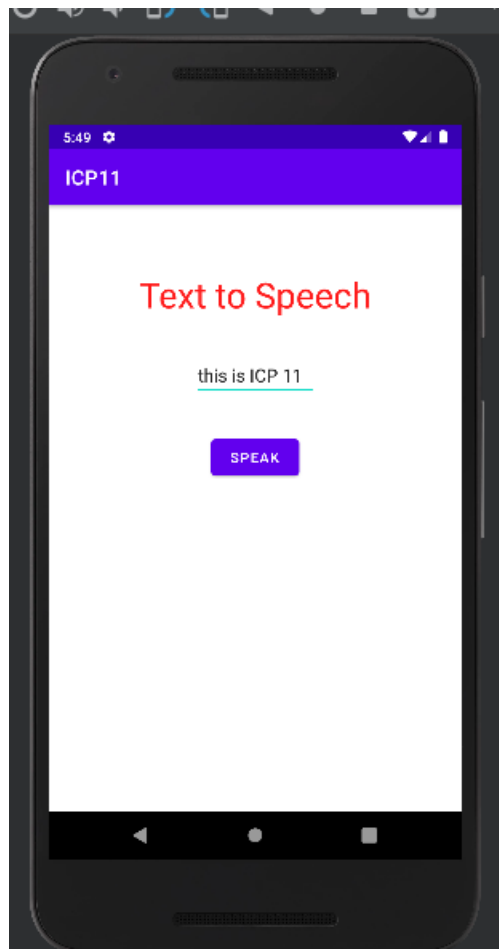 5:49
ICP11
Text to Speech
this is ICP 11
SPEAK